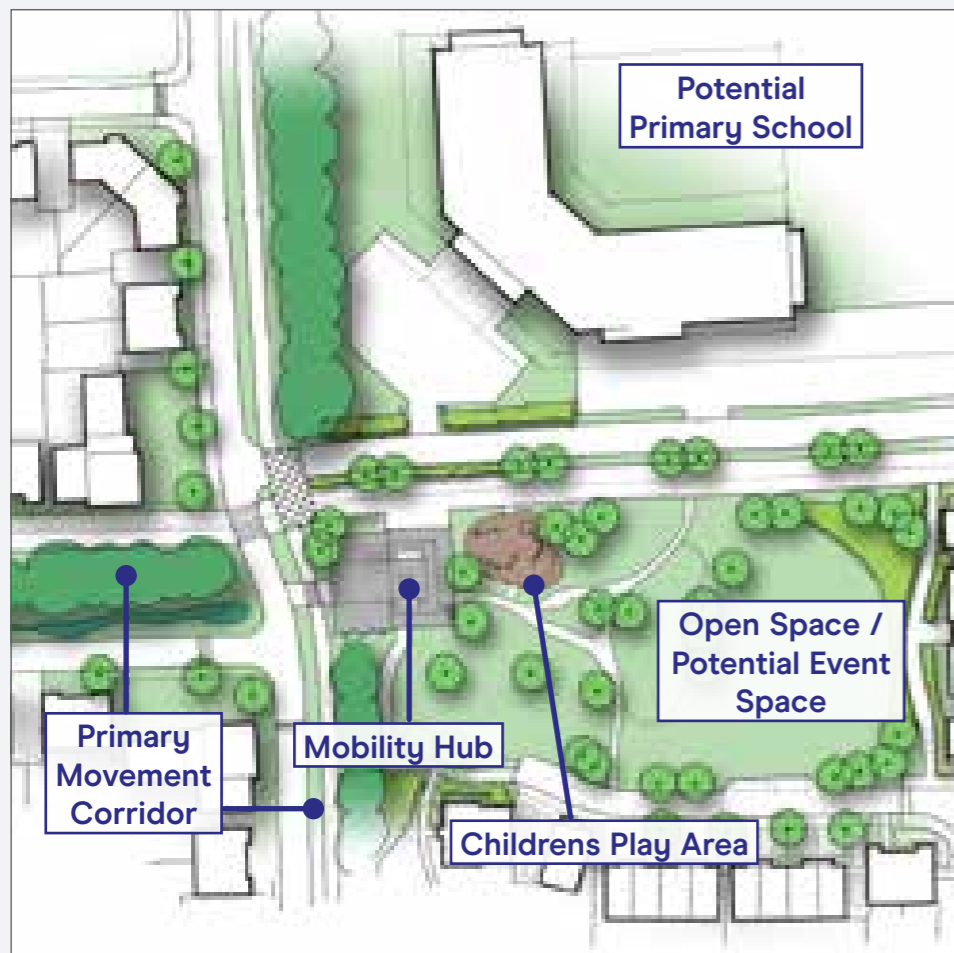 Potential
Primary School
Open Space /
Potential Event
Space
Primary
Movement
Corridor
Mobility Hub
Childrens Play Area